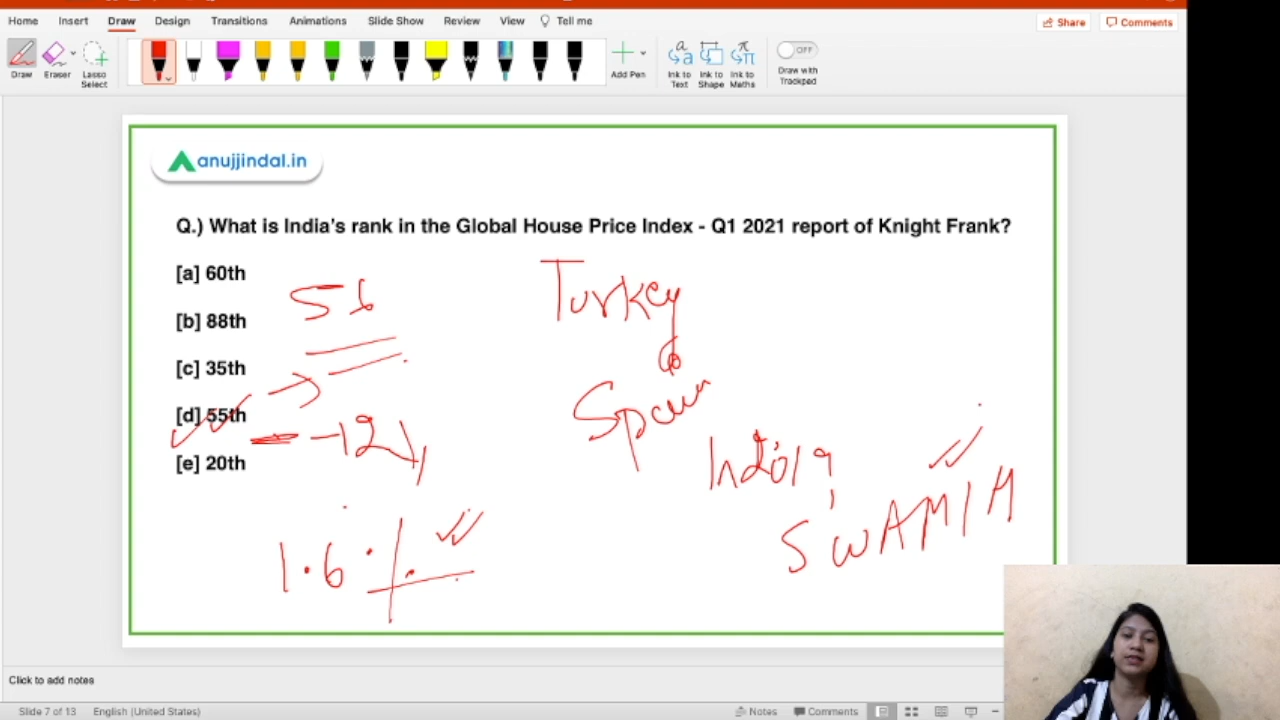 Home Insert Draw Design Transitions Animations Slide Show Review View Tell me Share Comments
Draw Eraser Lasso Select Add Pen Ink to Text Ink to Shape Ink to Maths OFF Draw with Trackpad
anujjindal.in
Q.) What is India's rank in the Global House Price Index - Q1 2021 report of Knight Frank?
[a] 60th
[b] 88th
[c] 35th
[d] 55th
[e] 20th
56
Turkey
Spain
-12%
India
SWAMIH
1.6%
Click to add notes
Slide 7 of 13 English (United States) Notes Comments